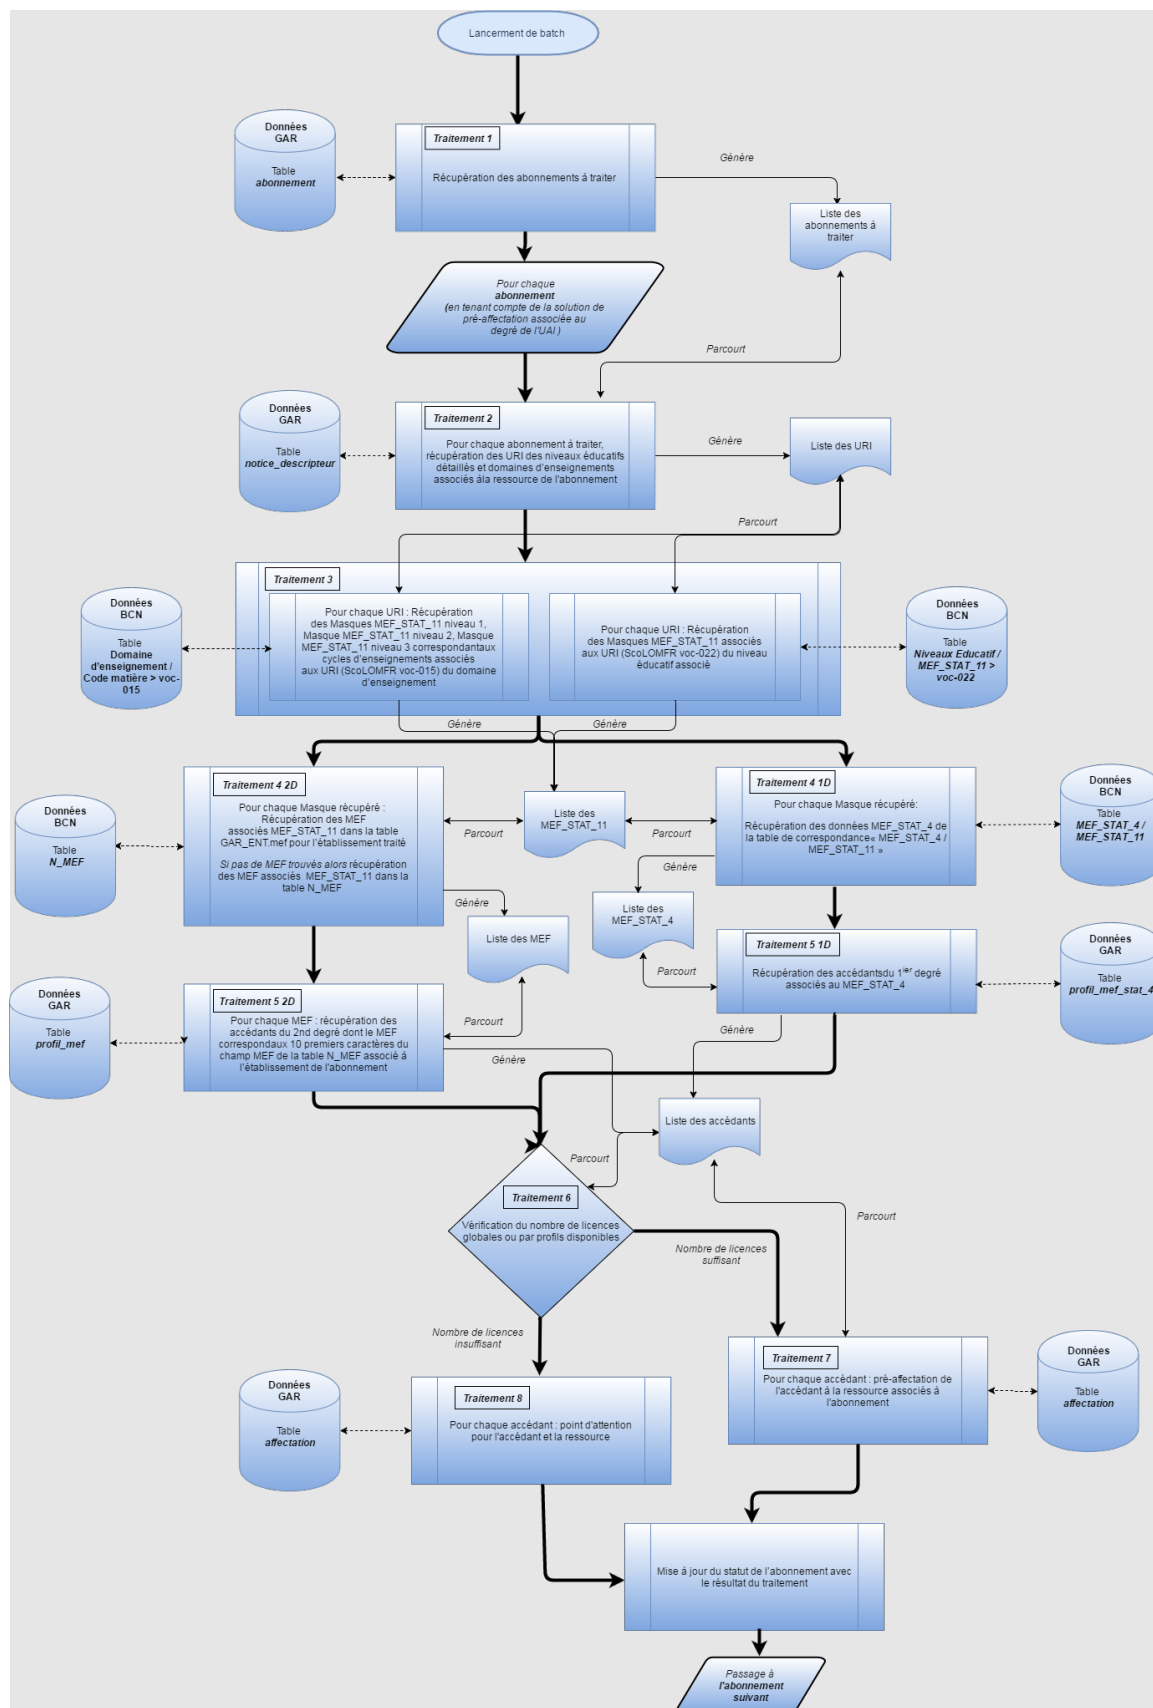 Lancerment de batch
Données
GAR
Table
abonnement
Traitement 1
Récupération des abonnements à traiter
Génère
Liste des
abonnements à
traiter
Pour chaque
abonnement
(en tenant compte de la solution de
pré-affectation associée au
degré de l'UAI )
Parcourt
Données
GAR
Table
notice_descripteur
Traitement 2
Pour chaque abonnement à traiter,
récupération des URI des niveaux éducatifs
détaillés et domaines d'enseignements
associés àla ressource de l'abonnement
Génère
Liste des URI
Parcourt
Traitement 3
Données
BCN
Table
Domaine
d'enseignement /
Code matière > voc-
015
Pour chaque URI : Récupération
des Masques MEF_STAT_11 niveau 1,
Masque MEF_STAT_11 niveau 2, Masque
MEF_STAT_11 niveau 3 correspondantaux
cycles d'enseignements associés
aux URI (ScoLOMFR voc-015) du domaine
d'enseignement
Pour chaque URI : Récupération
des Masques MEF_STAT_11 associés
aux URI (ScoLOMFR voc-022) du niveau
éducatif associé
Données
BCN
Table
Niveaux Educatif /
MEF_STAT_11 >
voc-022
Génère
Génère
Données
BCN
Table
N_MEF
Traitement 4 2D
Pour chaque Masque récupéré :
Récupération des MEF
associés MEF_STAT_11 dans la table
GAR_ENT.mef pour l'établissement traité
Si pas de MEF trouvés alors récupération
des MEF associés MEF_STAT_11 dans la
table N_MEF
Parcourt
Liste des
MEF_STAT_11
Parcourt
Traitement 4 1D
Pour chaque Masque récupéré:
Récupération des données MEF_STAT_4 de
la table de correspondance« MEF_STAT_4 /
MEF_STAT_11 »
Données
BCN
Table
MEF_STAT_4 /
MEF_STAT_11
Génère
Génère
Liste des MEF
Liste des
MEF_STAT_4
Parcourt
Traitement 5 1D
Récupération des accédantsdu 1ier degré
associés au MEF_STAT_4
Données
GAR
Table
profil_mef_stat_4
Données
GAR
Table
profil_mef
Traitement 5 2D
Pour chaque MEF : récupération des
accédants du 2nd degré dont le MEF
correspondaux 10 premiers caractères du
champ MEF de la table N_MEF associé à
l'établissement de l'abonnement
Parcourt
Génère
Génère
Liste des accédants
Parcourt
Traitement 6
Vérification du nombre de licences
globales ou par profils disponibles
Parcourt
Nombre de licences
suffisant
Nombre de licences
insuffisant
Traitement 7
Pour chaque accédant : pré-affectation de
l'accédant à la ressource associés à
l'abonnement
Données
GAR
Table
affectation
Données
GAR
Table
affectation
Traitement 8
Pour chaque accédant : point d'attention
pour l'accédant et la ressource
Mise à jour du statut de l'abonnement avec
le résultat du traitement
Passage à
l'abonnement
suivant